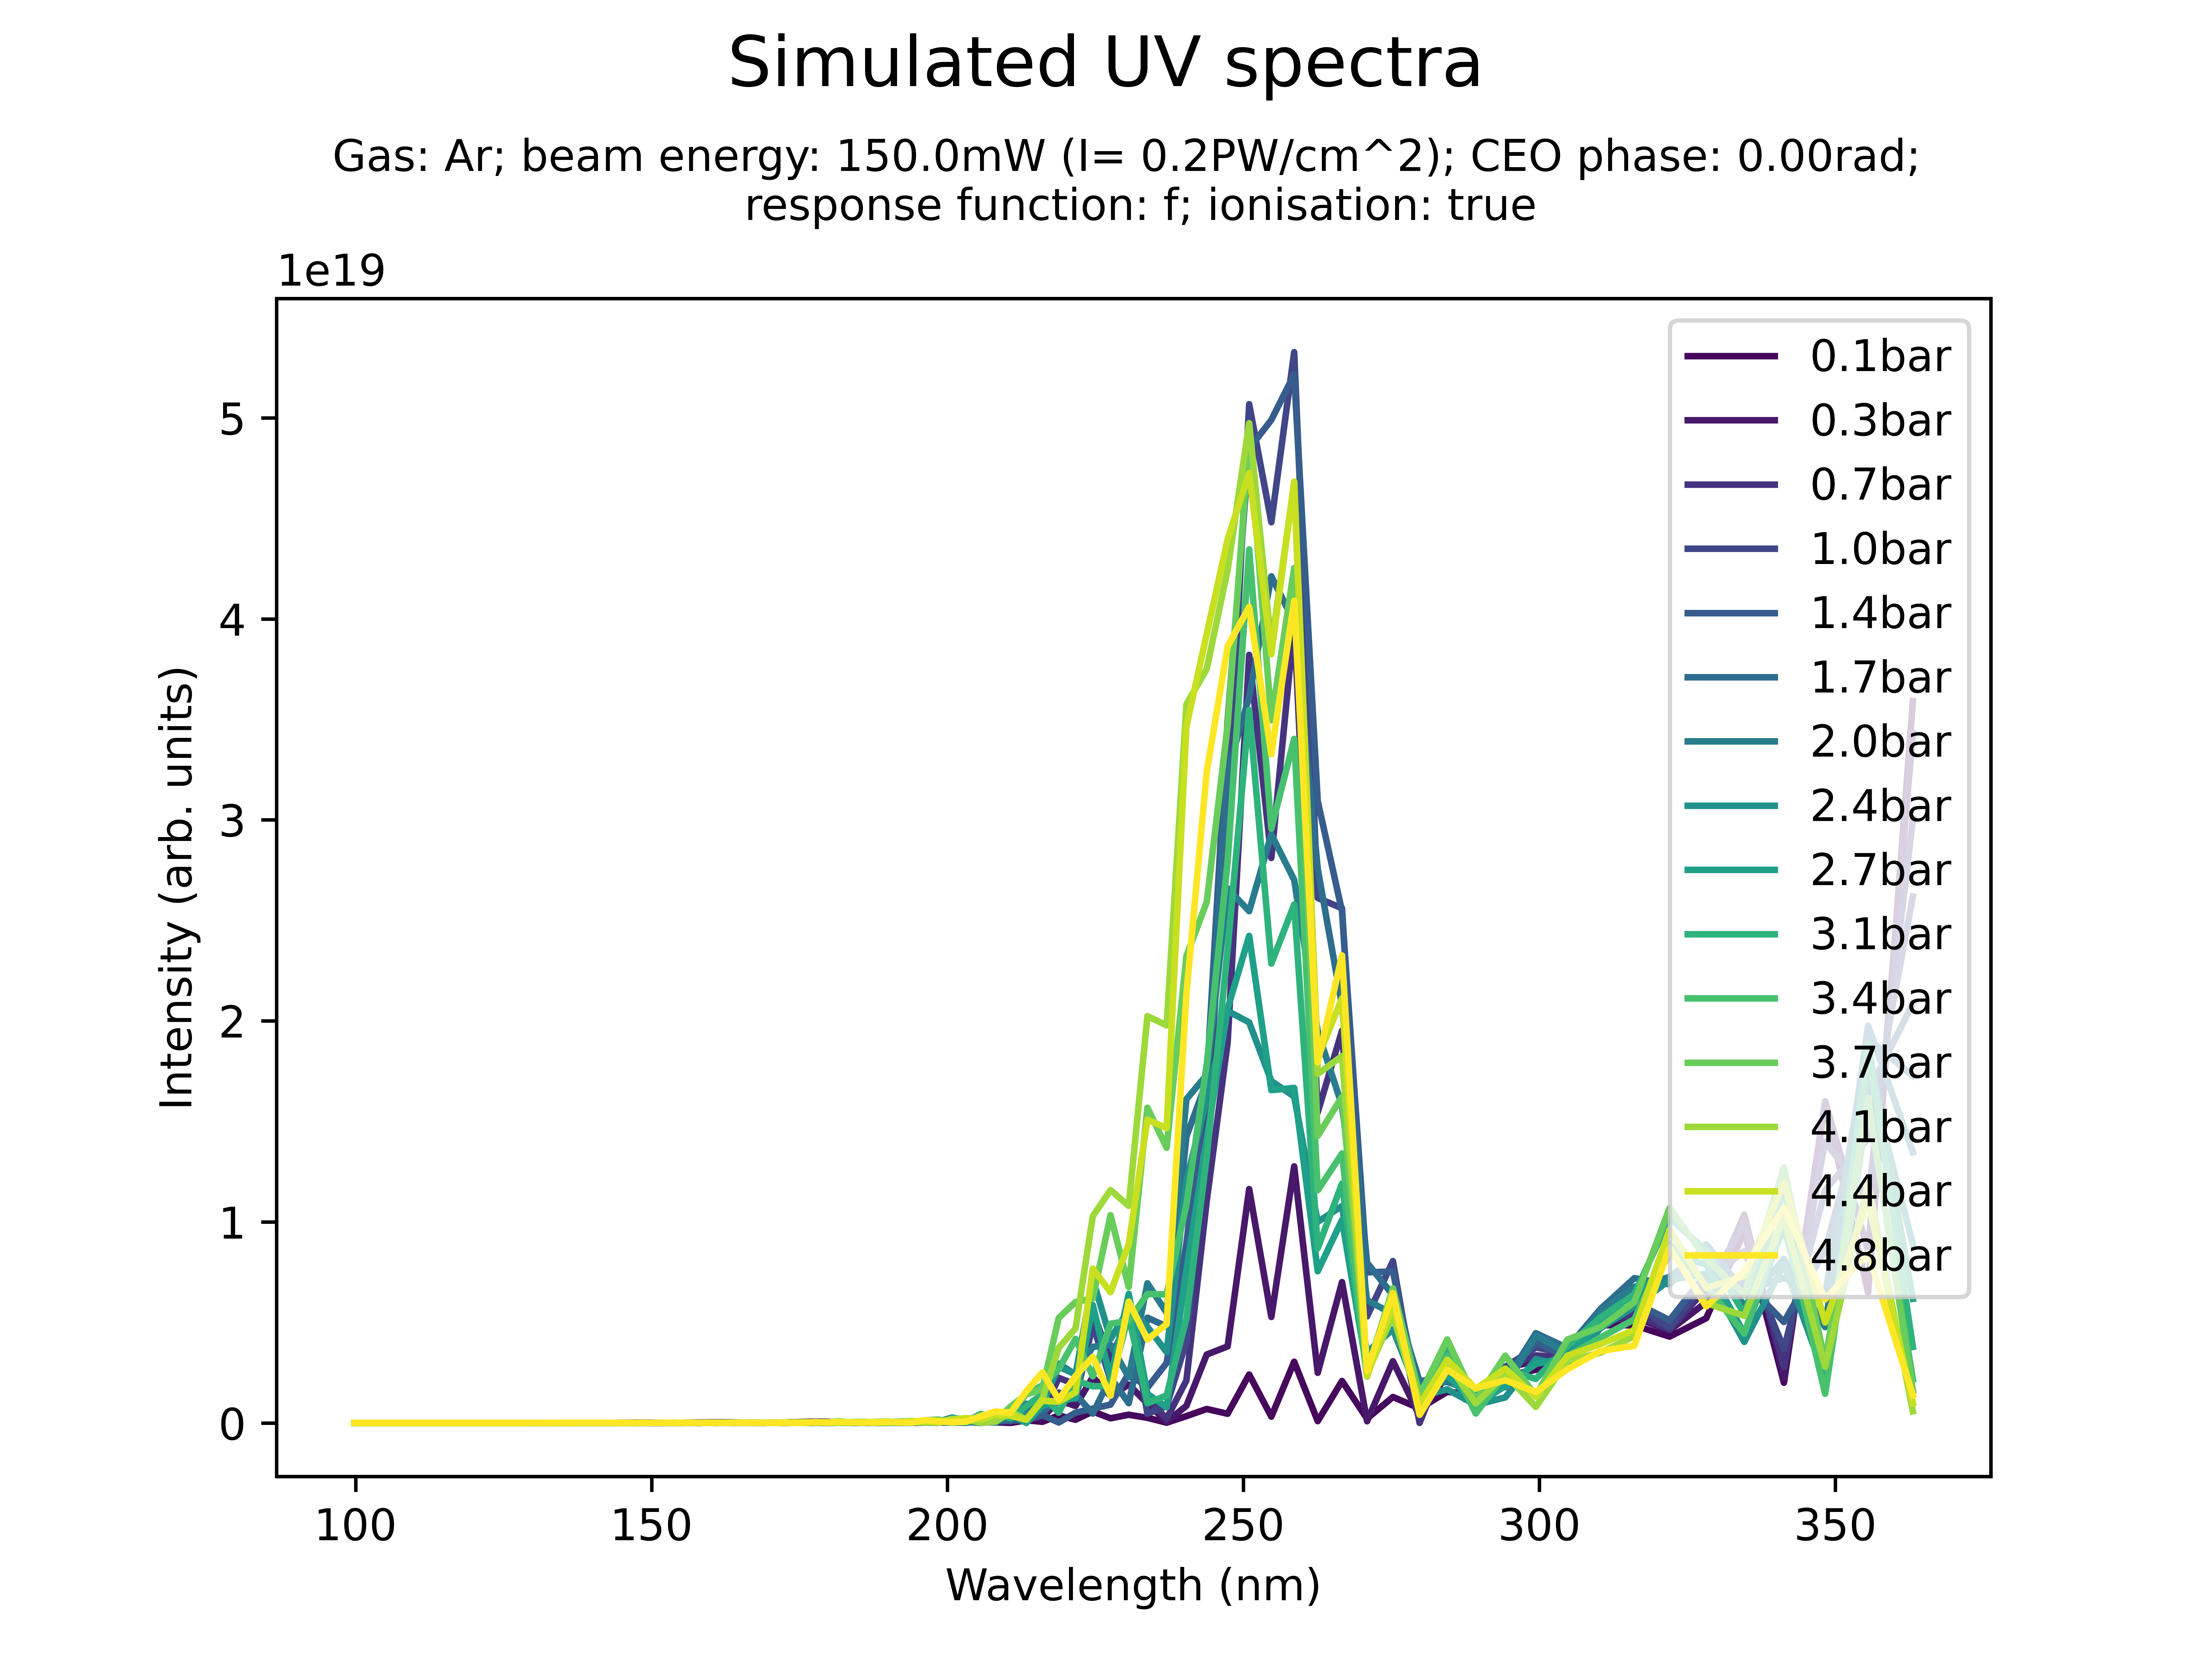 Simulated UV spectra
Gas: Ar; beam energy: 150.0mW (I= 0.2PW/cm^2); CEO phase: 0.00rad;
response function: f; ionisation: true
1e19
5
4
3
2
1
0
Intensity (arb. units)
100
150
200
250
300
350
Wavelength (nm)
0.1bar
0.3bar
0.7bar
1.0bar
1.4bar
1.7bar
2.0bar
2.4bar
2.7bar
3.1bar
3.4bar
3.7bar
4.1bar
4.4bar
4.8bar